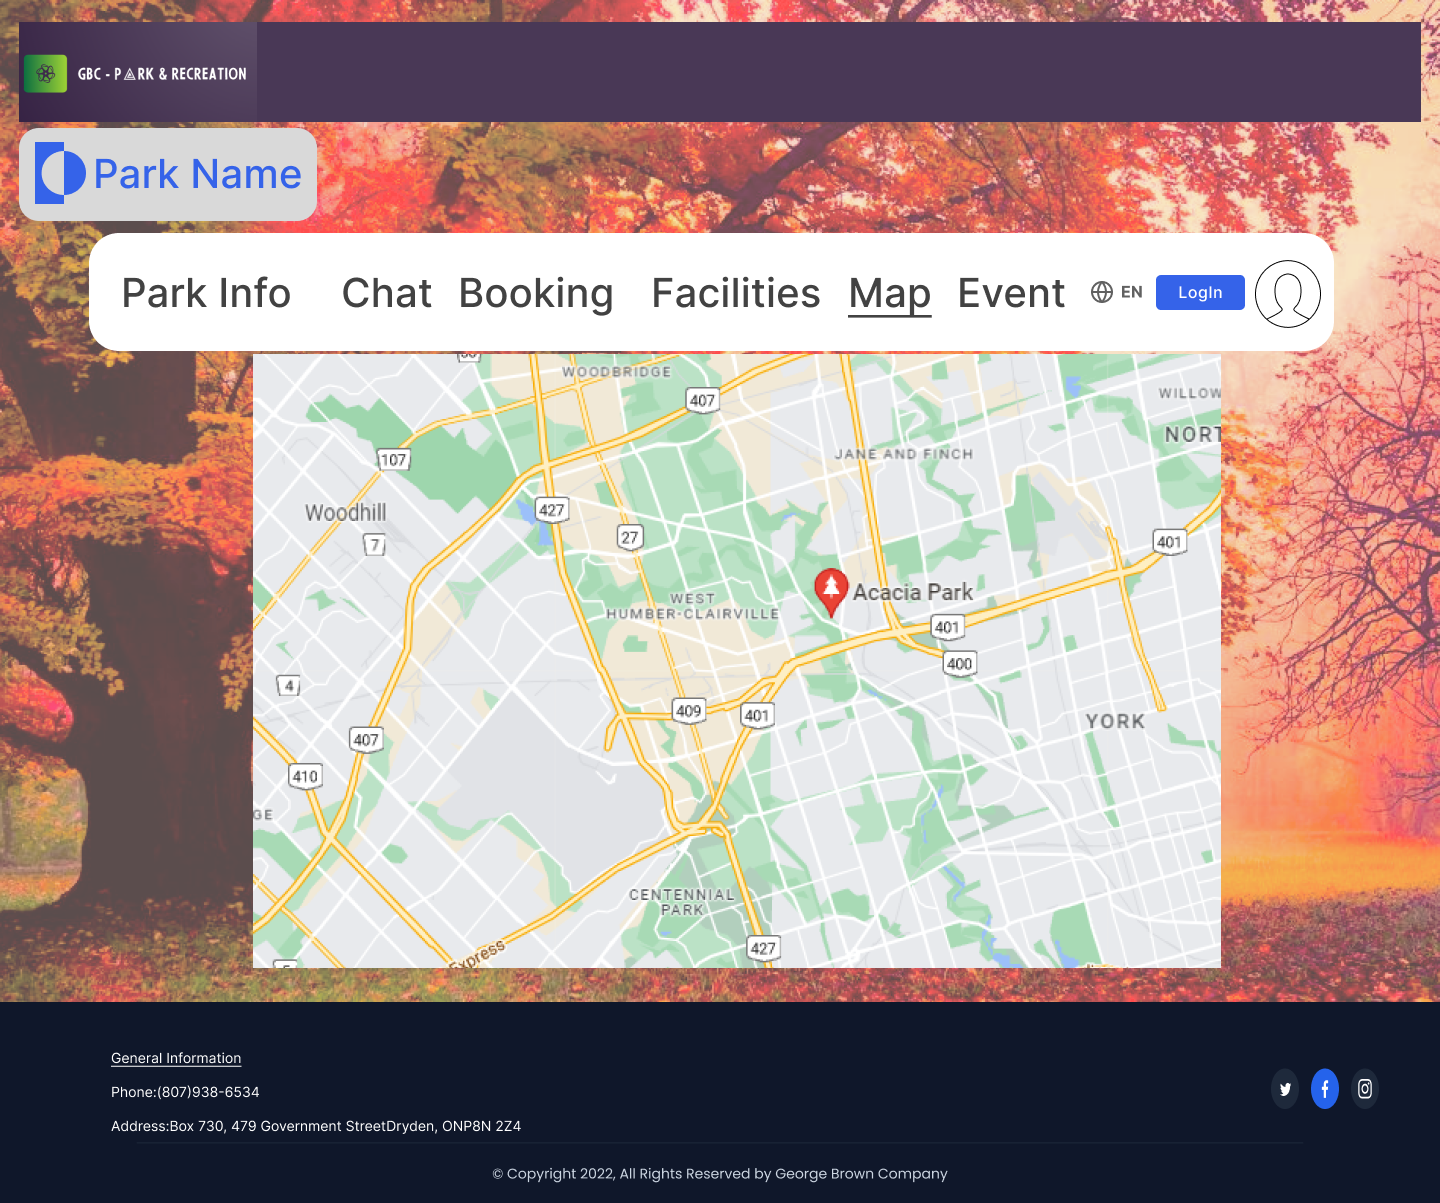 GBC - PARK & RECREATION
Park Name
Park Info Chat Booking Facilities Map Event EN LogIn
WOODBRIDGE
407
WILLOW
NORT
JANE AND FINCH
107
Woodhill
427
7
27
401
Acacia Park
WEST
HUMBER-CLAIRVILLE
401
400
4
409
401
YORK
407
410
GE
CENTENNIAL
PARK
427
Express
General Information
Phone:(807)938-6534
Address:Box 730, 479 Government StreetDryden, ONP8N 2Z4
© Copyright 2022, All Rights Reserved by George Brown Company